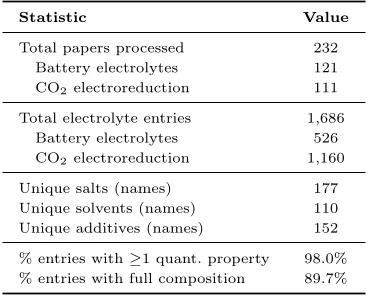 Statistic Value
Total papers processed 232
Battery electrolytes 121
CO₂ electroreduction 111
Total electrolyte entries 1,686
Battery electrolytes 526
CO₂ electroreduction 1,160
Unique salts (names) 177
Unique solvents (names) 110
Unique additives (names) 152
% entries with ≥1 quant. property 98.0%
% entries with full composition 89.7%